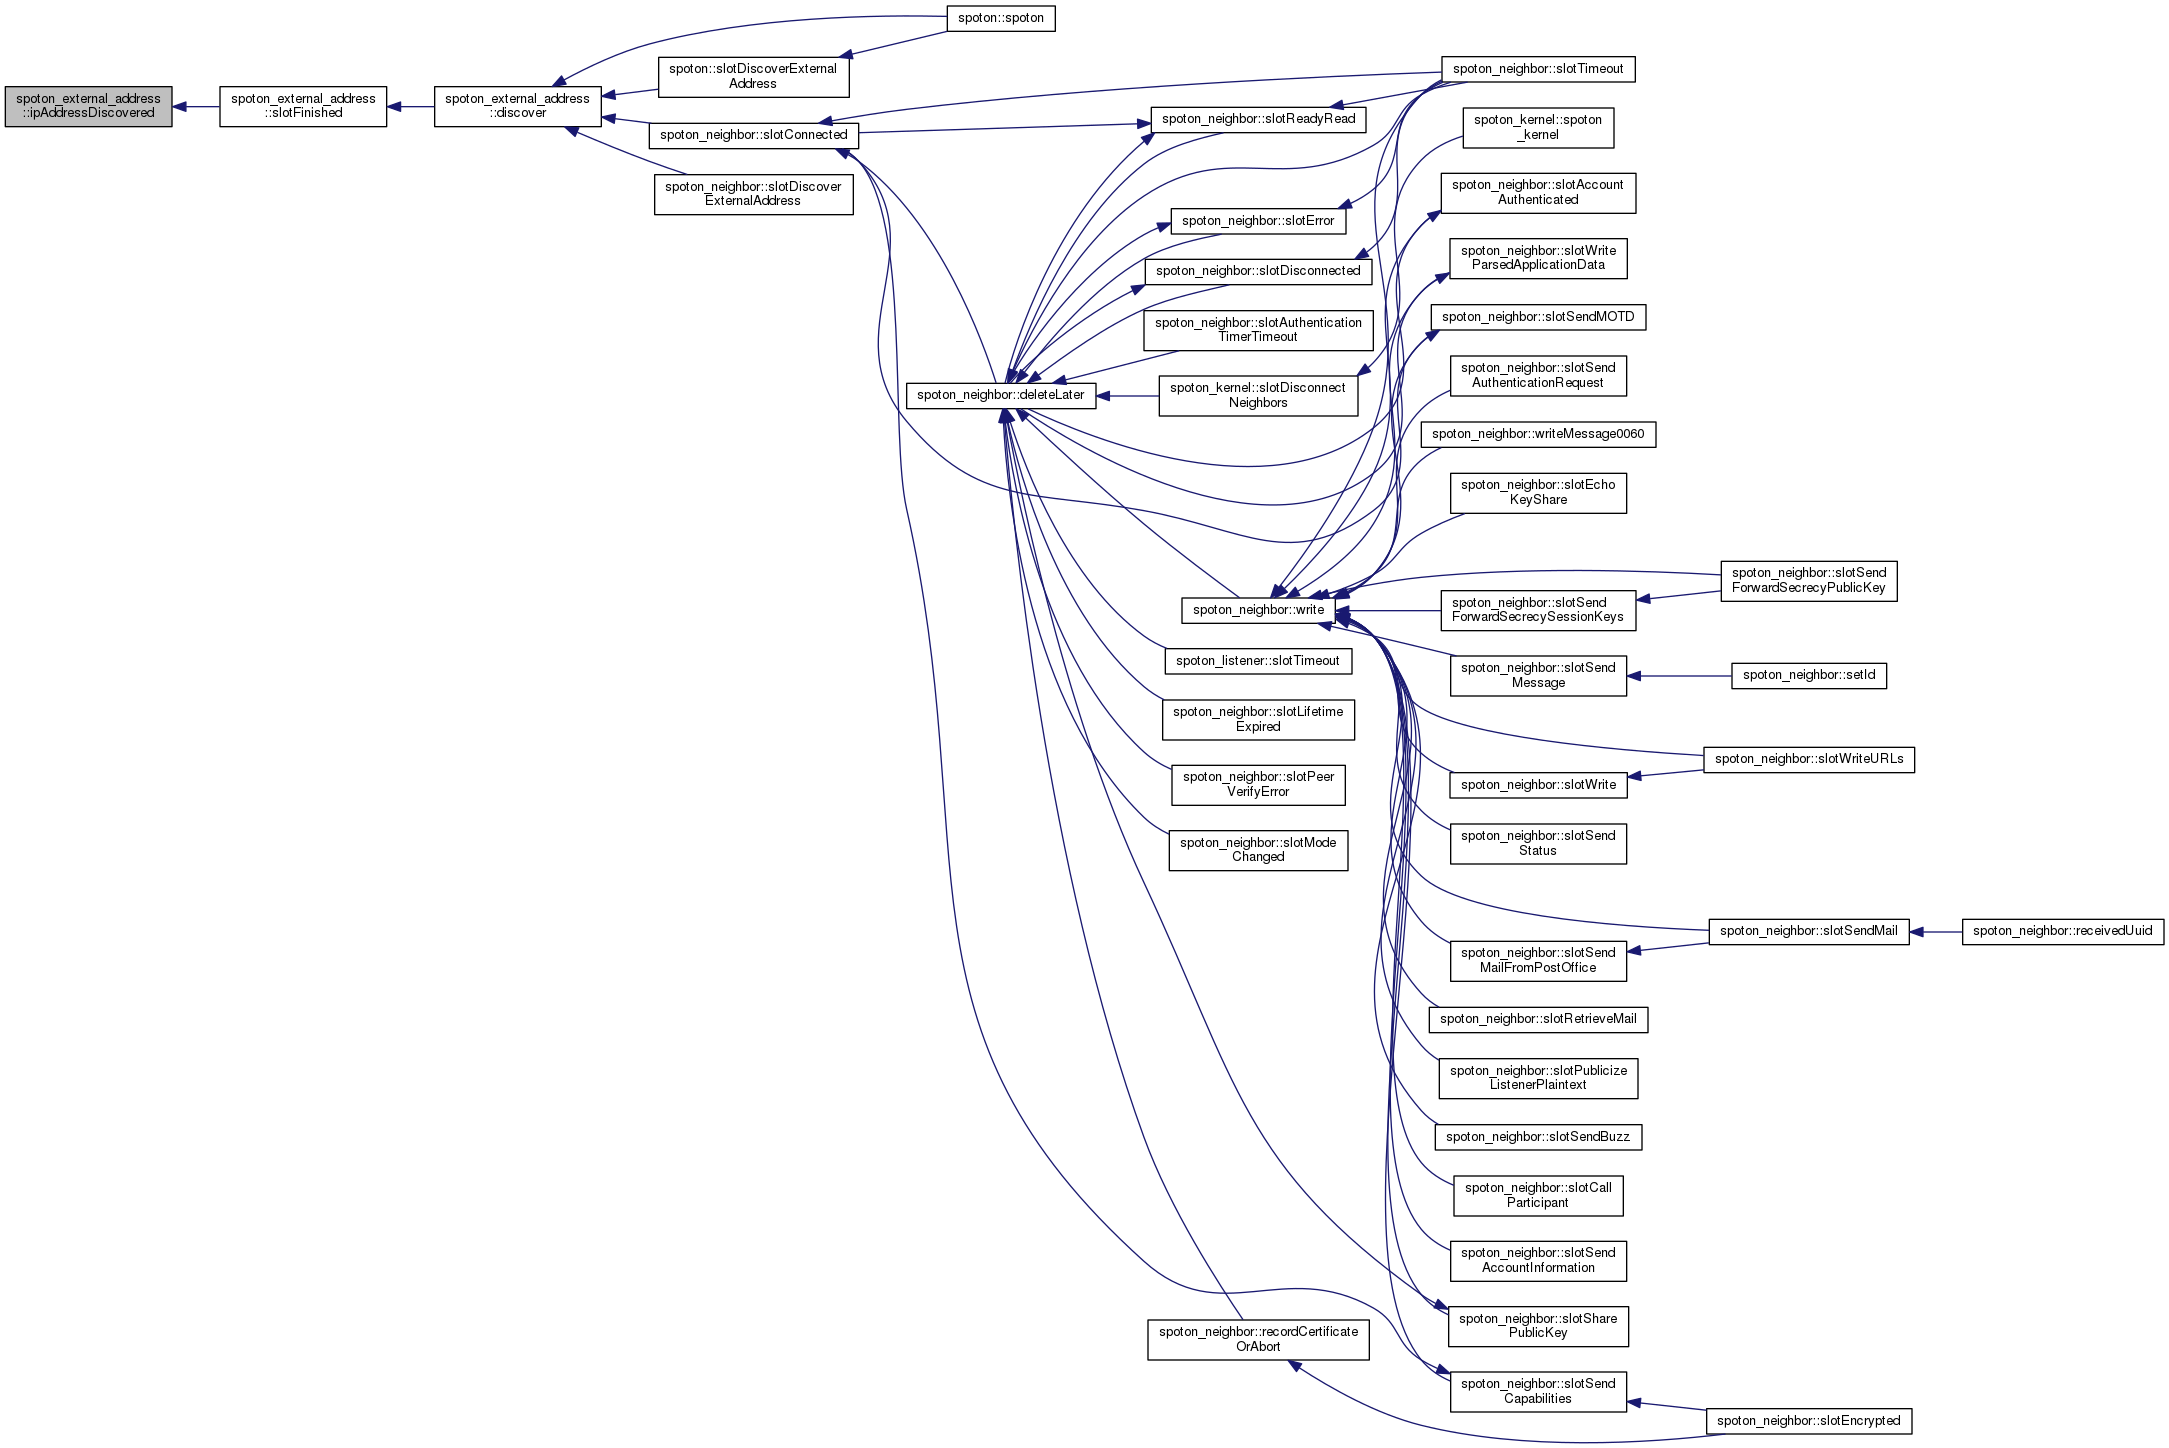 spoton_external_address
::ipAddressDiscovered
spoton_external_address
::slotFinished
spoton_external_address
::discover
spoton::spoton
spoton::slotDiscoverExternal
Address
spoton_neighbor::slotConnected
spoton_neighbor::slotDiscover
ExternalAddress
spoton_neighbor::deleteLater
spoton_neighbor::slotReadyRead
spoton_neighbor::slotError
spoton_neighbor::slotDisconnected
spoton_neighbor::slotAuthentication
TimerTimeout
spoton_kernel::slotDisconnect
Neighbors
spoton_neighbor::write
spoton_listener::slotTimeout
spoton_neighbor::slotLifetime
Expired
spoton_neighbor::slotPeer
VerifyError
spoton_neighbor::slotMode
Changed
spoton_neighbor::recordCertificate
OrAbort
spoton_neighbor::slotTimeout
spoton_kernel::spoton
_kernel
spoton_neighbor::slotAccount
Authenticated
spoton_neighbor::slotWrite
ParsedApplicationData
spoton_neighbor::slotSendMOTD
spoton_neighbor::slotSend
AuthenticationRequest
spoton_neighbor::writeMessage0060
spoton_neighbor::slotEcho
KeyShare
spoton_neighbor::slotSend
ForwardSecrecyPublicKey
spoton_neighbor::slotSend
ForwardSecrecySessionKeys
spoton_neighbor::slotSend
Message
spoton_neighbor::setId
spoton_neighbor::slotWriteURLs
spoton_neighbor::slotWrite
spoton_neighbor::slotSend
Status
spoton_neighbor::slotSendMail
spoton_neighbor::receivedUuid
spoton_neighbor::slotSend
MailFromPostOffice
spoton_neighbor::slotRetrieveMail
spoton_neighbor::slotPublicize
ListenerPlaintext
spoton_neighbor::slotSendBuzz
spoton_neighbor::slotCall
Participant
spoton_neighbor::slotSend
AccountInformation
spoton_neighbor::slotShare
PublicKey
spoton_neighbor::slotSend
Capabilities
spoton_neighbor::slotEncrypted